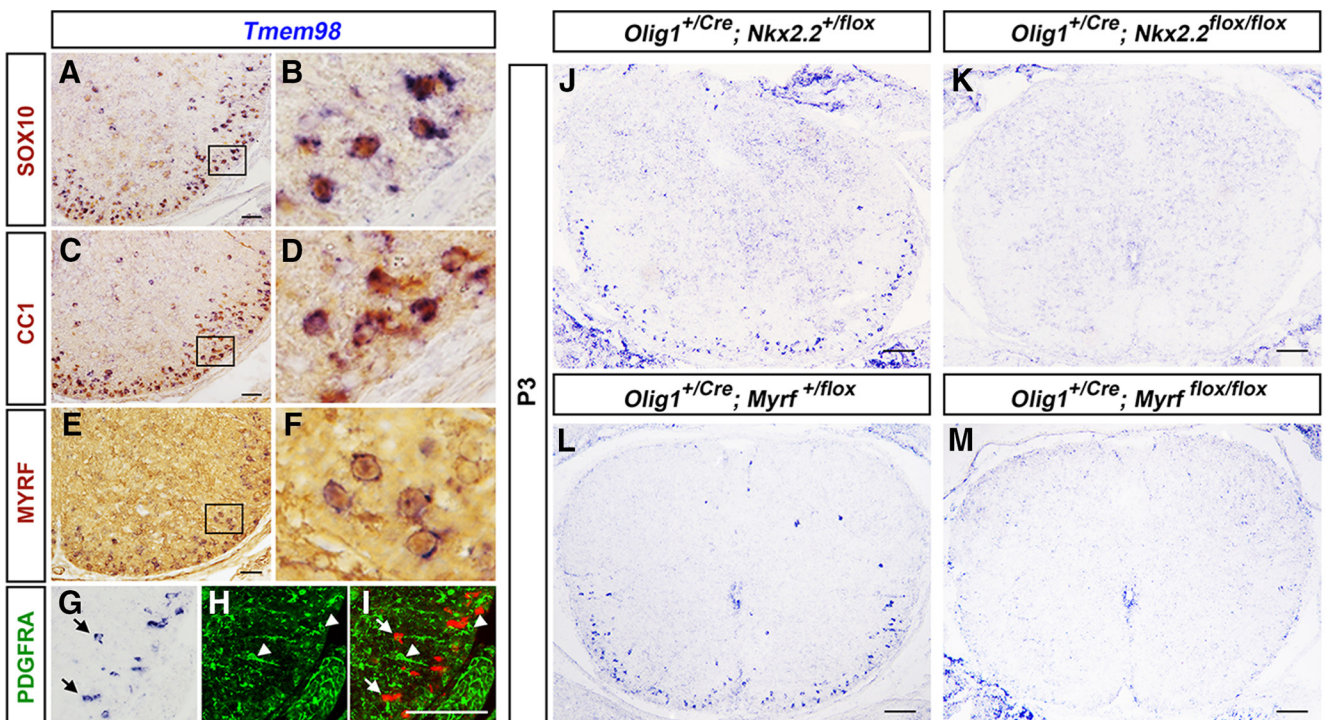 Tmem98
SOX10
A
B
CC1
C
D
MYRF
E
F
PDGFRA
G
H
I
P3
Olig1+/Cre; Nkx2.2+/flox
Olig1+/Cre; Nkx2.2flox/flox
J
K
Olig1+/Cre; Myrf +/flox
Olig1+/Cre; Myrf flox/flox
L
M